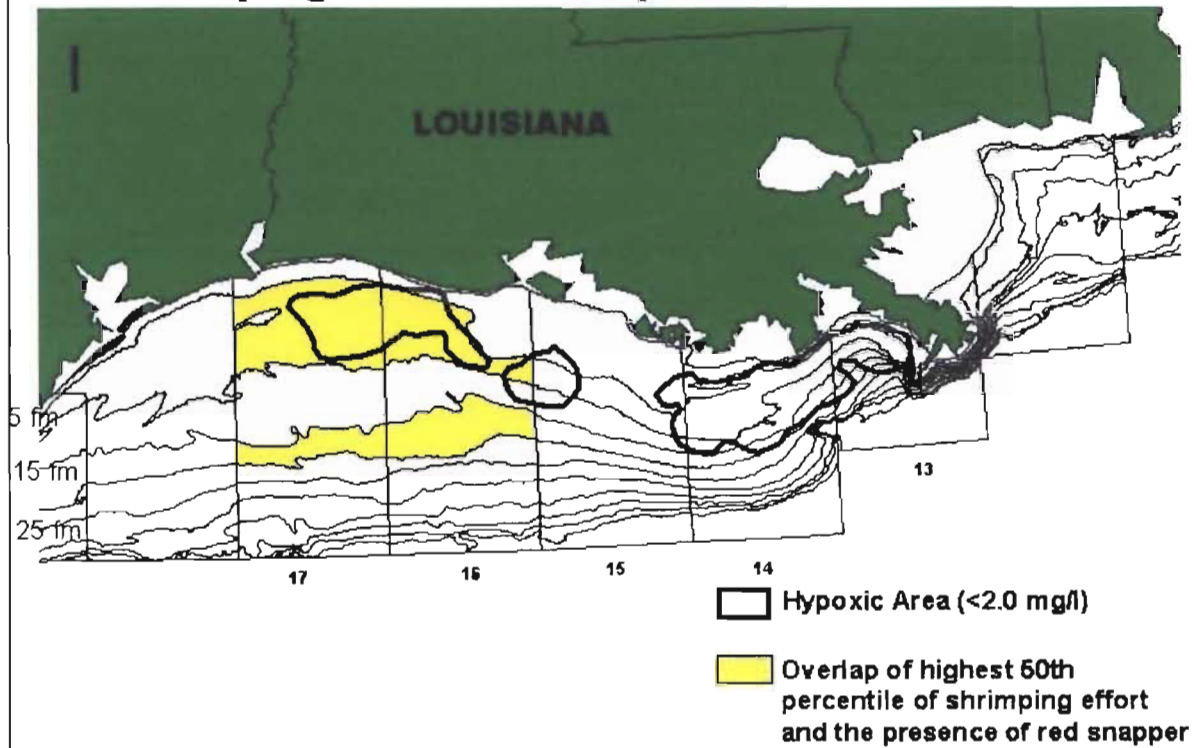 LOUISIANA
5 fm
15 fm
25 fm
13
17
16
15
14
Hypoxic Area (<2.0 mg/l)
Overlap of highest 50th
percentile of shrimping effort
and the presence of red snapper